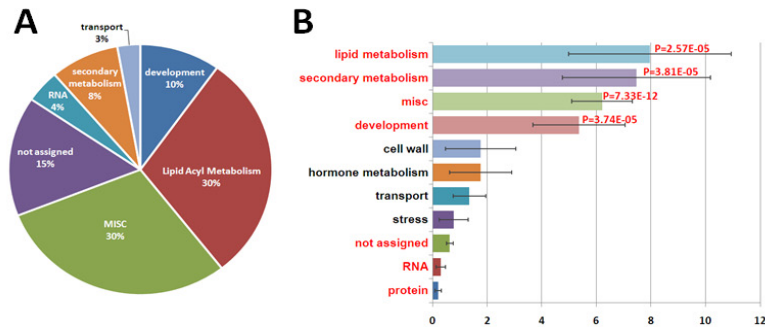 A
transport
3%
development
10%
secondary
metabolism
8%
RNA
4%
not assigned
15%
Lipid Acyl Metabolism
30%
MISC
30%
B
lipid metabolism
P=2.57E-05
secondary metabolism
P=3.81E-05
misc
P=7.33E-12
development
P=3.74E-05
cell wall
hormone metabolism
transport
stress
not assigned
RNA
protein
0 2 4 6 8 10 12